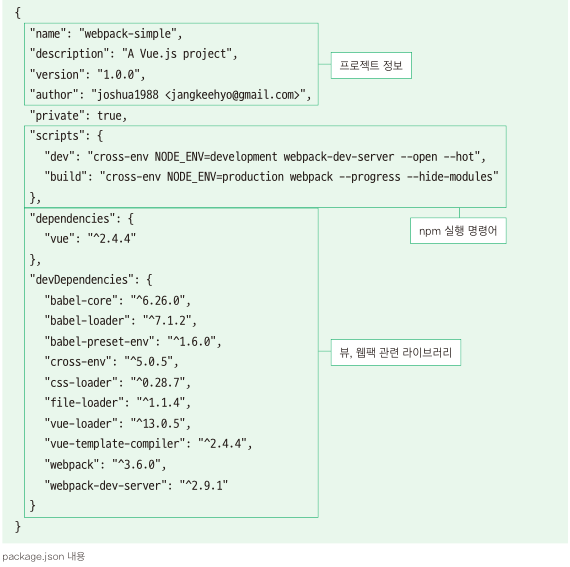 {
"name": "webpack-simple",
"description": "A Vue.js project",
"version": "1.0.0",
프로젝트 정보
"author": "joshua1988 <jangkeehyo@gmail.com>",
"private": true,
"scripts": {
"dev": "cross-env NODE_ENV=development webpack-dev-server --open --hot",
"build": "cross-env NODE_ENV=production webpack --progress --hide-modules"
},
npm 실행 명령어
"dependencies": {
"vue": "^2.4.4"
},
"devDependencies": {
"babel-core": "^6.26.0",
"babel-loader": "^7.1.2",
"babel-preset-env": "^1.6.0",
"cross-env": "^5.0.5",
뷰, 웹팩 관련 라이브러리
"css-loader": "^0.28.7",
"file-loader": "^1.1.4",
"vue-loader": "^13.0.5",
"vue-template-compiler": "^2.4.4",
"webpack": "^3.6.0",
"webpack-dev-server": "^2.9.1"
}
}
package.json 내용